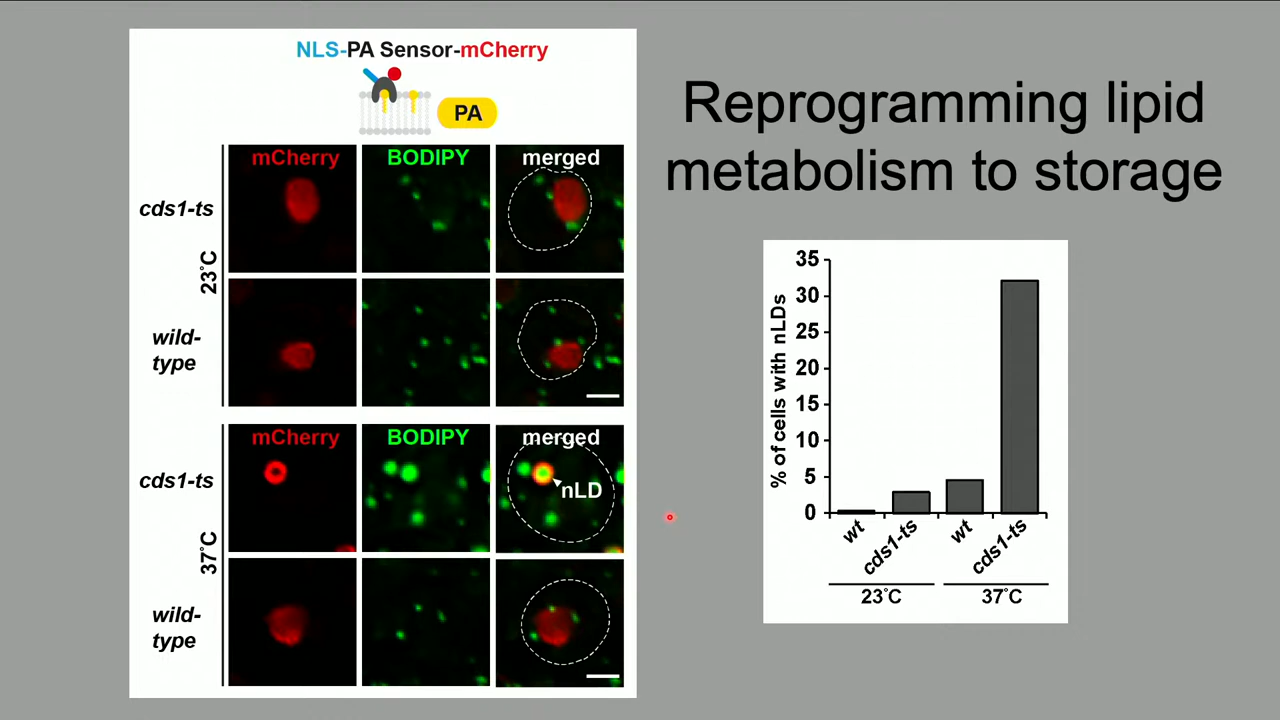 NLS-PA Sensor-mCherry
PA
mCherry
BODIPY
merged
cds1-ts
23°C
wild-
type
mCherry
BODIPY
merged
cds1-ts
nLD
37°C
wild-
type
Reprogramming lipid
metabolism to storage
% of cells with nLDs
35
30
25
20
15
10
5
0
wt
cds1-ts
wt
cds1-ts
23°C
37°C